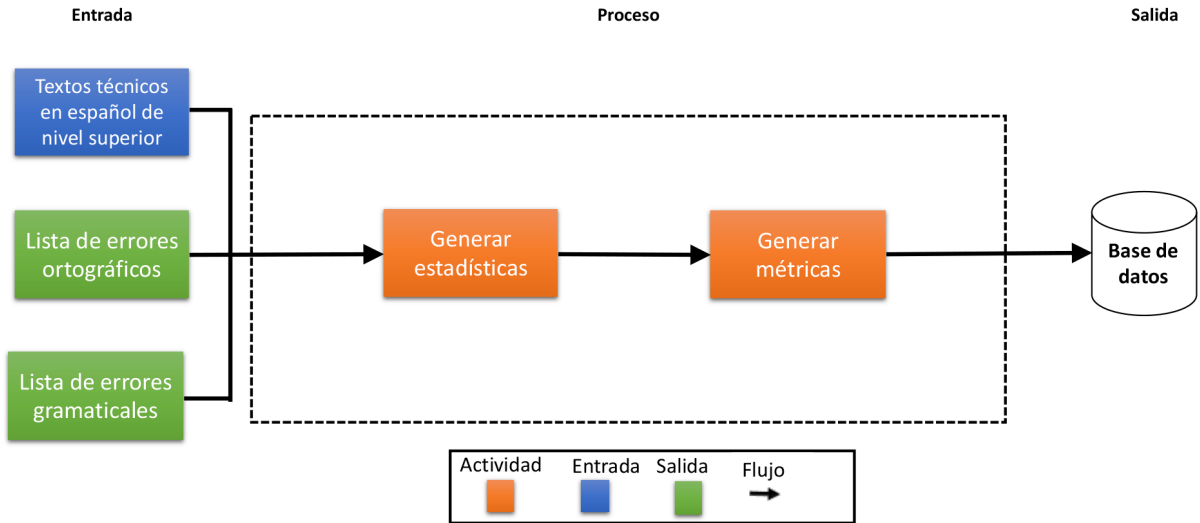 Entrada
Proceso
Salida
Textos técnicos
en español de
nivel superior
Lista de errores
ortográficos
Generar
estadísticas
Generar
métricas
Base de
datos
Lista de errores
gramaticales
Actividad
Entrada
Salida
Flujo